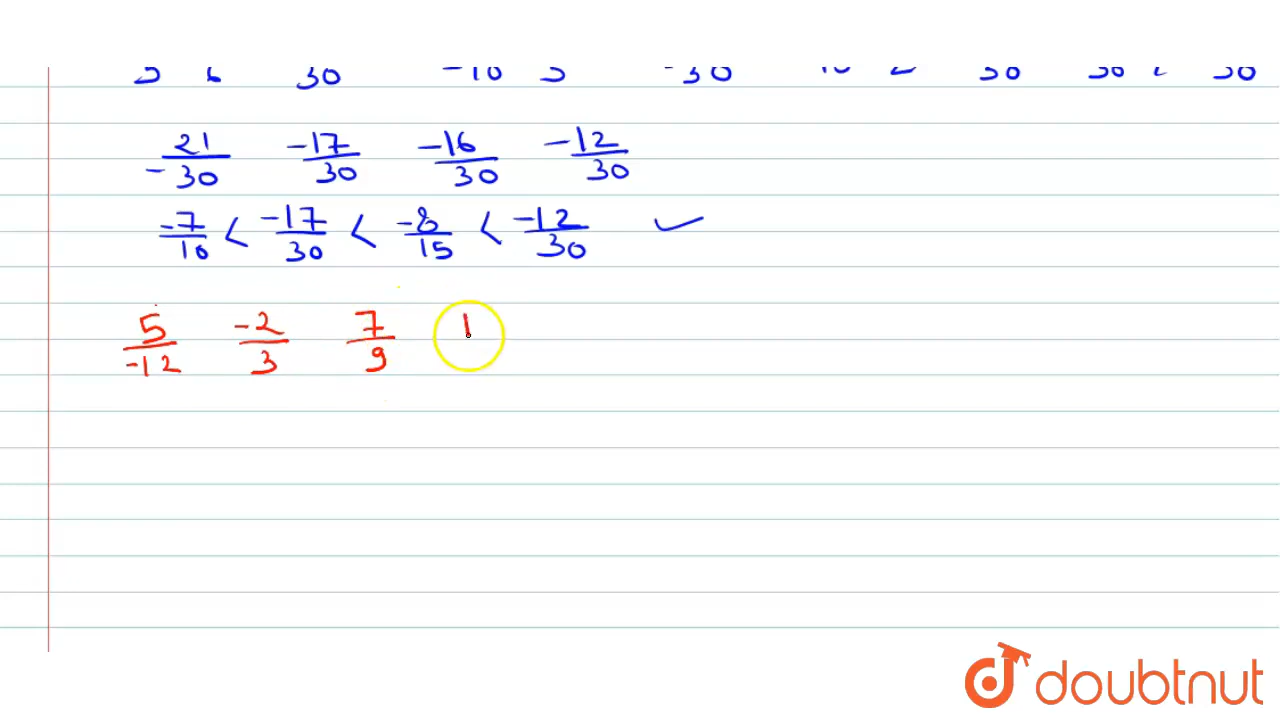 21/-30 -17/30 -16/30 -12/30
-7/10 < -17/30 < -8/15 < -12/30 ✓
5/-12 -2/3 7/9 1
doubtnut